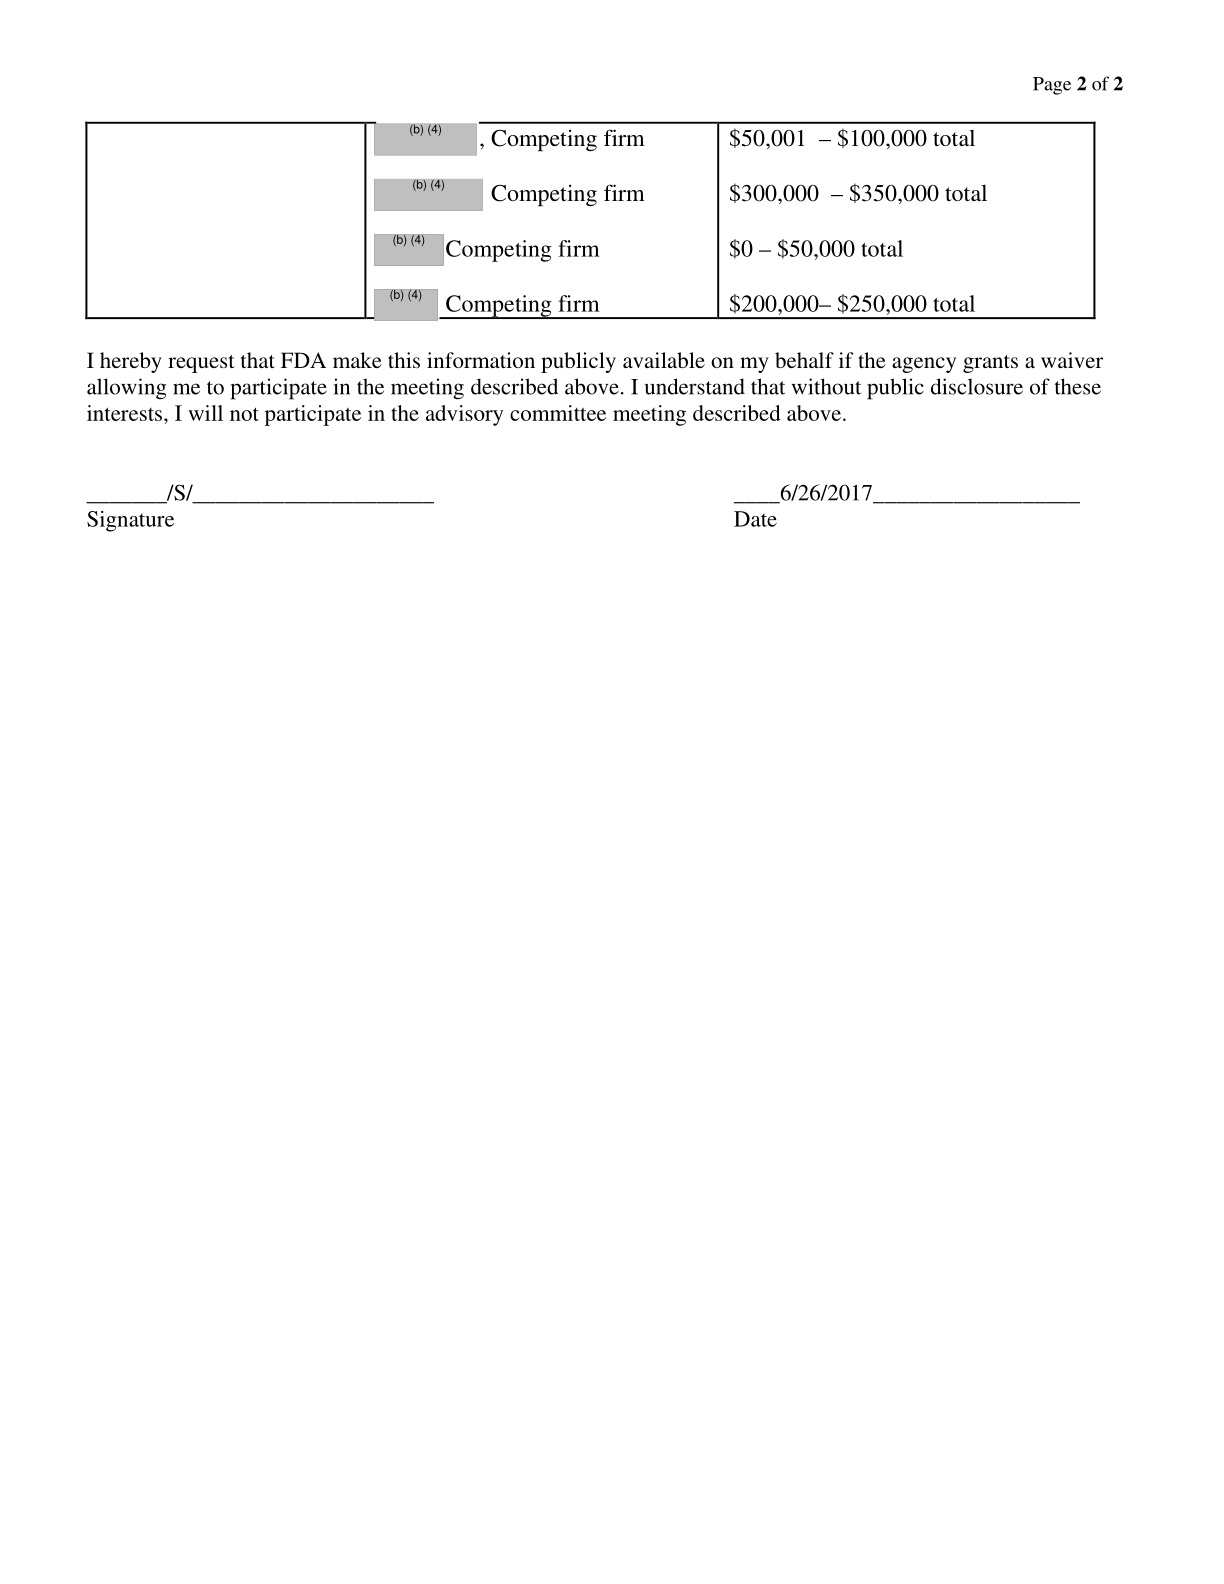 Page 2 of 2
(b) (4) , Competing firm $50,001 – $100,000 total
(b) (4) Competing firm $300,000 – $350,000 total
(b) (4) Competing firm $0 – $50,000 total
(b) (4) Competing firm $200,000– $250,000 total
I hereby request that FDA make this information publicly available on my behalf if the agency grants a waiver
allowing me to participate in the meeting described above. I understand that without public disclosure of these
interests, I will not participate in the advisory committee meeting described above.
_______/S/_____________________ ____6/26/2017__________________
Signature Date